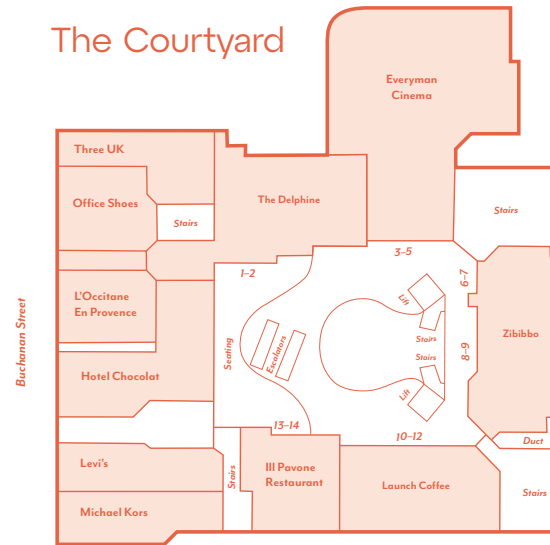 The Courtyard
Everyman
Cinema
Three UK
Office Shoes
Stairs
The Delphine
Stairs
1–2
3–5
6–7
L'Occitane
En Provence
Lift
Buchanan Street
Seating
Escalators
Stairs
Zibibbo
8–9
Stairs
Hotel Chocolat
Lift
13–14
10–12
Duct
Levi's
Stairs
III Pavone
Restaurant
Launch Coffee
Stairs
Michael Kors